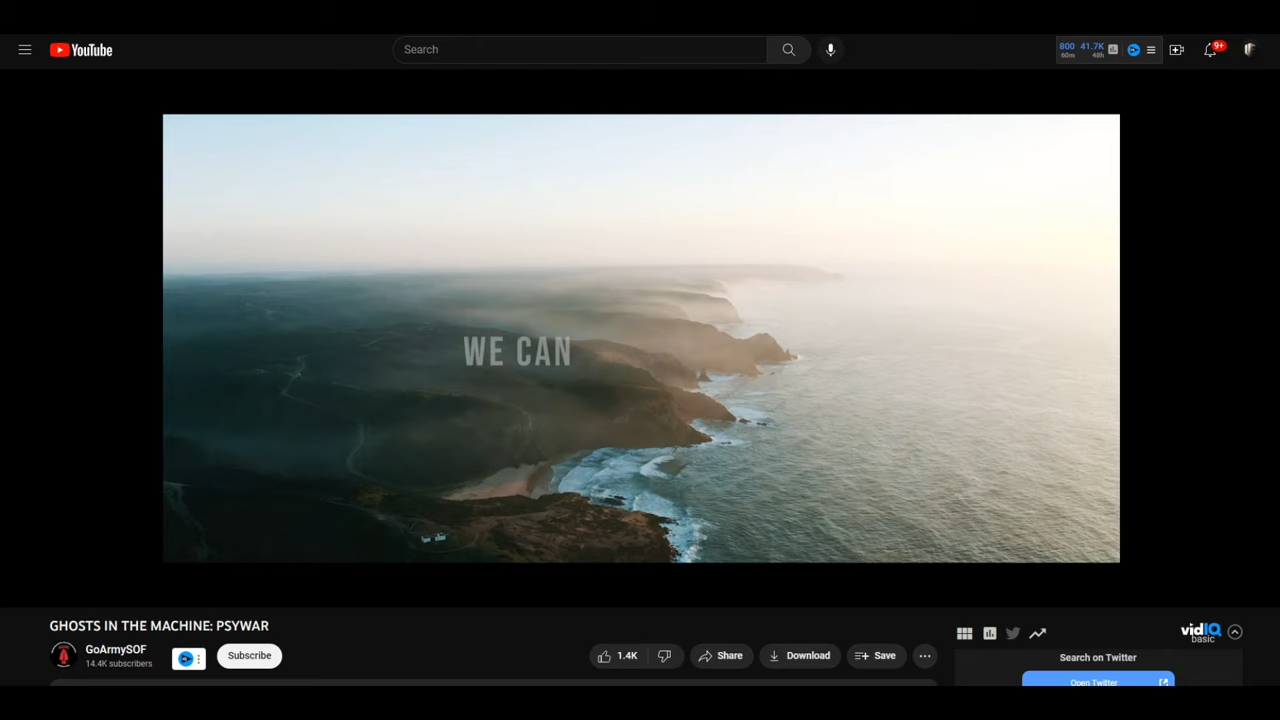 YouTube
Search
800 41.7K
60m 48h
9+
WE CAN
GHOSTS IN THE MACHINE: PSYWAR
GoArmySOF
14.4K subscribers
Subscribe
1.4K
Share
Download
Save
vidIQ
basic
Search on Twitter
Open Twitter